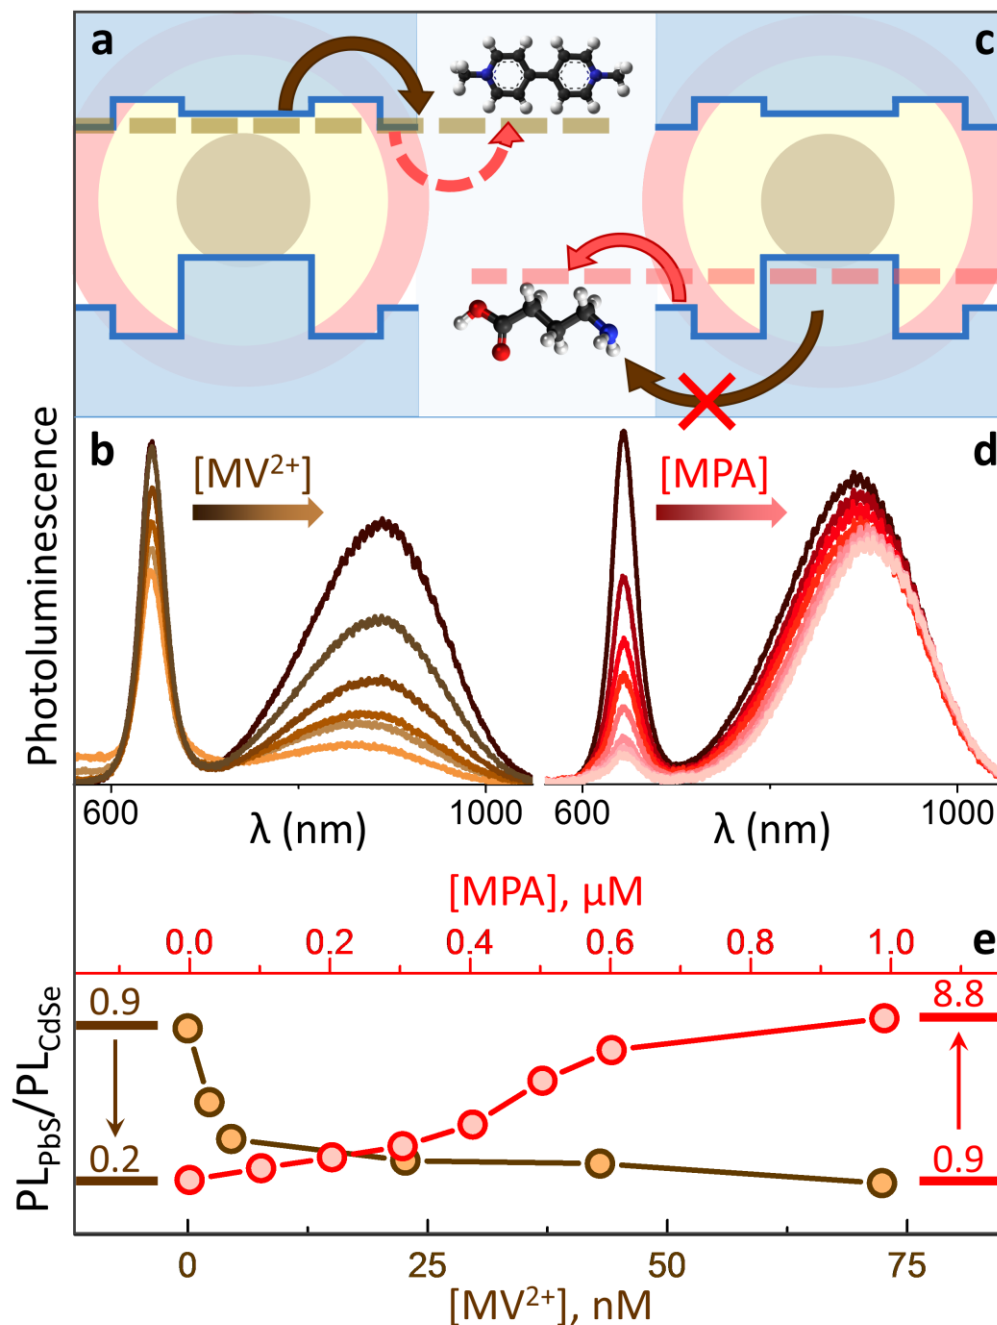 a
c
Photoluminescence
b
[MV²⁺]
d
[MPA]
600
1000
λ (nm)
600
1000
λ (nm)
[MPA], μM
0.0
0.2
0.4
0.6
0.8
1.0
e
PL_PbS/PL_CdSe
0.9
0.2
8.8
0.9
0
25
50
75
[MV²⁺], nM